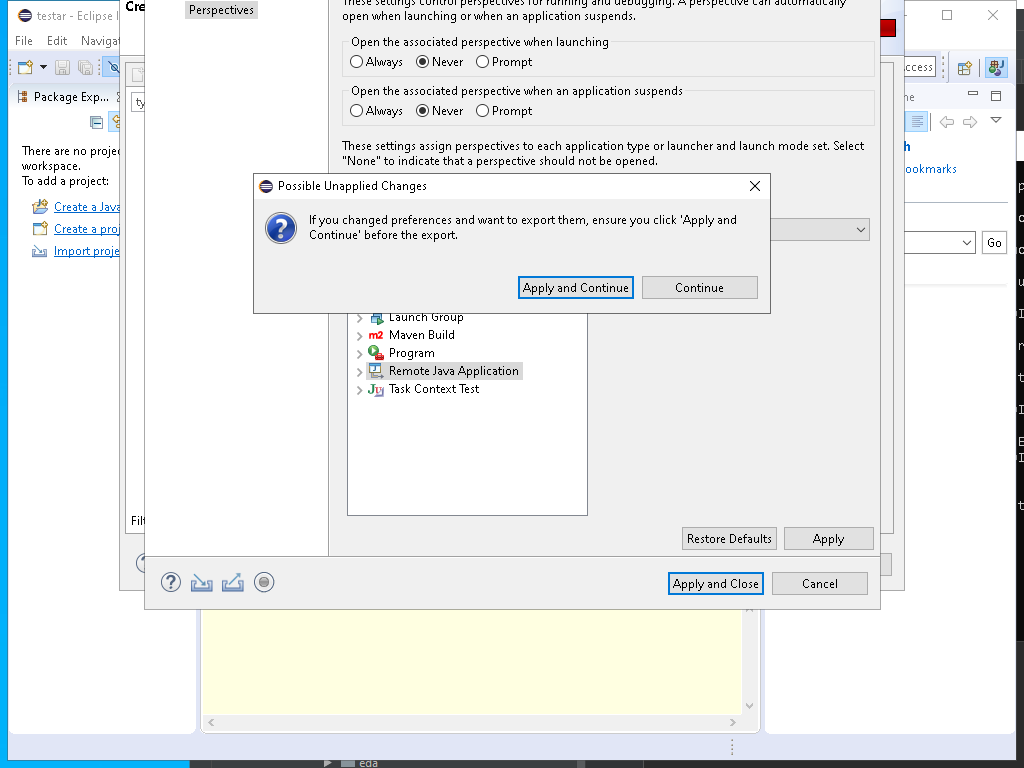 testar - Eclipse I
Cre
Perspectives
These settings control perspectives for running and debugging. A perspective can automatically
open when launching or when an application suspends.
File Edit Navigat
Open the associated perspective when launching
Always Never Prompt
ccess
Package Exp...
Open the associated perspective when an application suspends
Always Never Prompt
ty
There are no proje
workspace.
To add a project:
These settings assign perspectives to each application type or launcher and launch mode set. Select
"None" to indicate that a perspective should not be opened.
Create a Java
Create a proj
Import proje
ookmarks
Go
Possible Unapplied Changes
If you changed preferences and want to export them, ensure you click 'Apply and
Continue' before the export.
Apply and Continue Continue
Launch Group
m2 Maven Build
Program
Remote Java Application
Task Context Test
Filt
Restore Defaults Apply
Apply and Close Cancel
eda